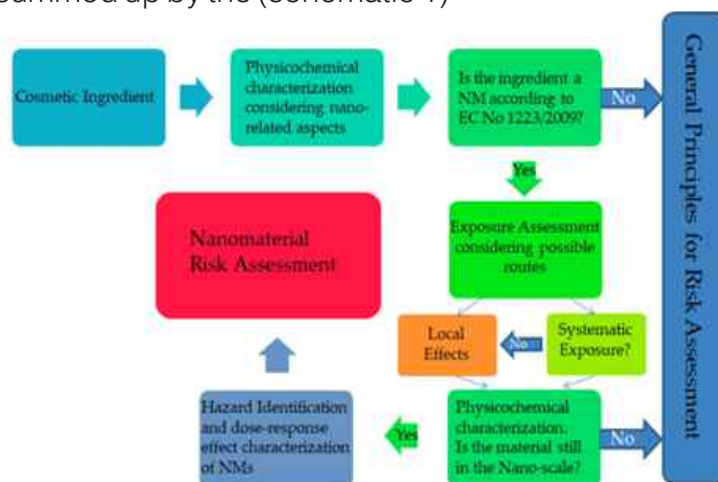 summed up by the (schematic 1)
Cosmetic Ingredient
Physicochemical
characterization
considering nano-
related aspects
Is the ingredient a
NM according to
EC No 1223/2009?
No
General Principles for Risk Assessment
Yes
Nanomaterial
Risk Assessment
Exposure Assessment
considering possible
routes
Local
Effects
No
Systematic
Exposure?
Hazard Identification
and dose-response
effect characterization
of NMs
Yes
Physicochemical
characterization.
Is the material still
in the Nano-scale?
No